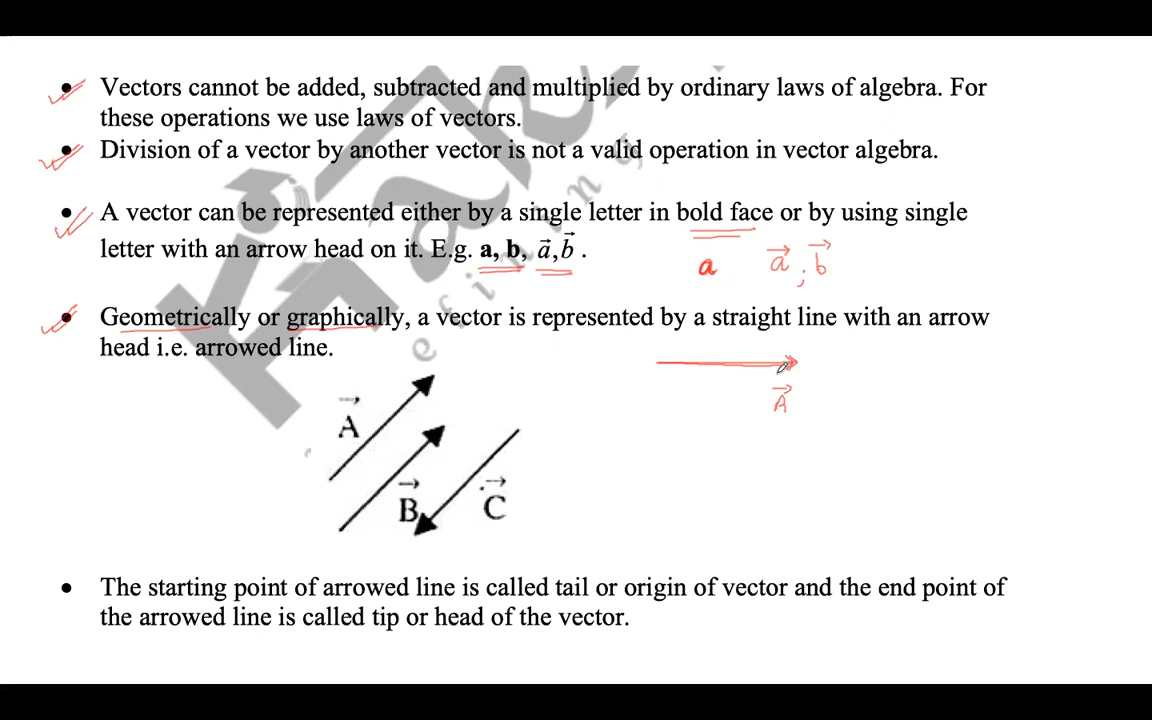 Vectors cannot be added, subtracted and multiplied by ordinary laws of algebra. For
these operations we use laws of vectors.
Division of a vector by another vector is not a valid operation in vector algebra.
A vector can be represented either by a single letter in bold face or by using single
letter with an arrow head on it. E.g. a, b, a⃗, b⃗ .
a a⃗ , b⃗
Geometrically or graphically, a vector is represented by a straight line with an arrow
head i.e. arrowed line.
A⃗
A⃗
B⃗ C⃗
The starting point of arrowed line is called tail or origin of vector and the end point of
the arrowed line is called tip or head of the vector.